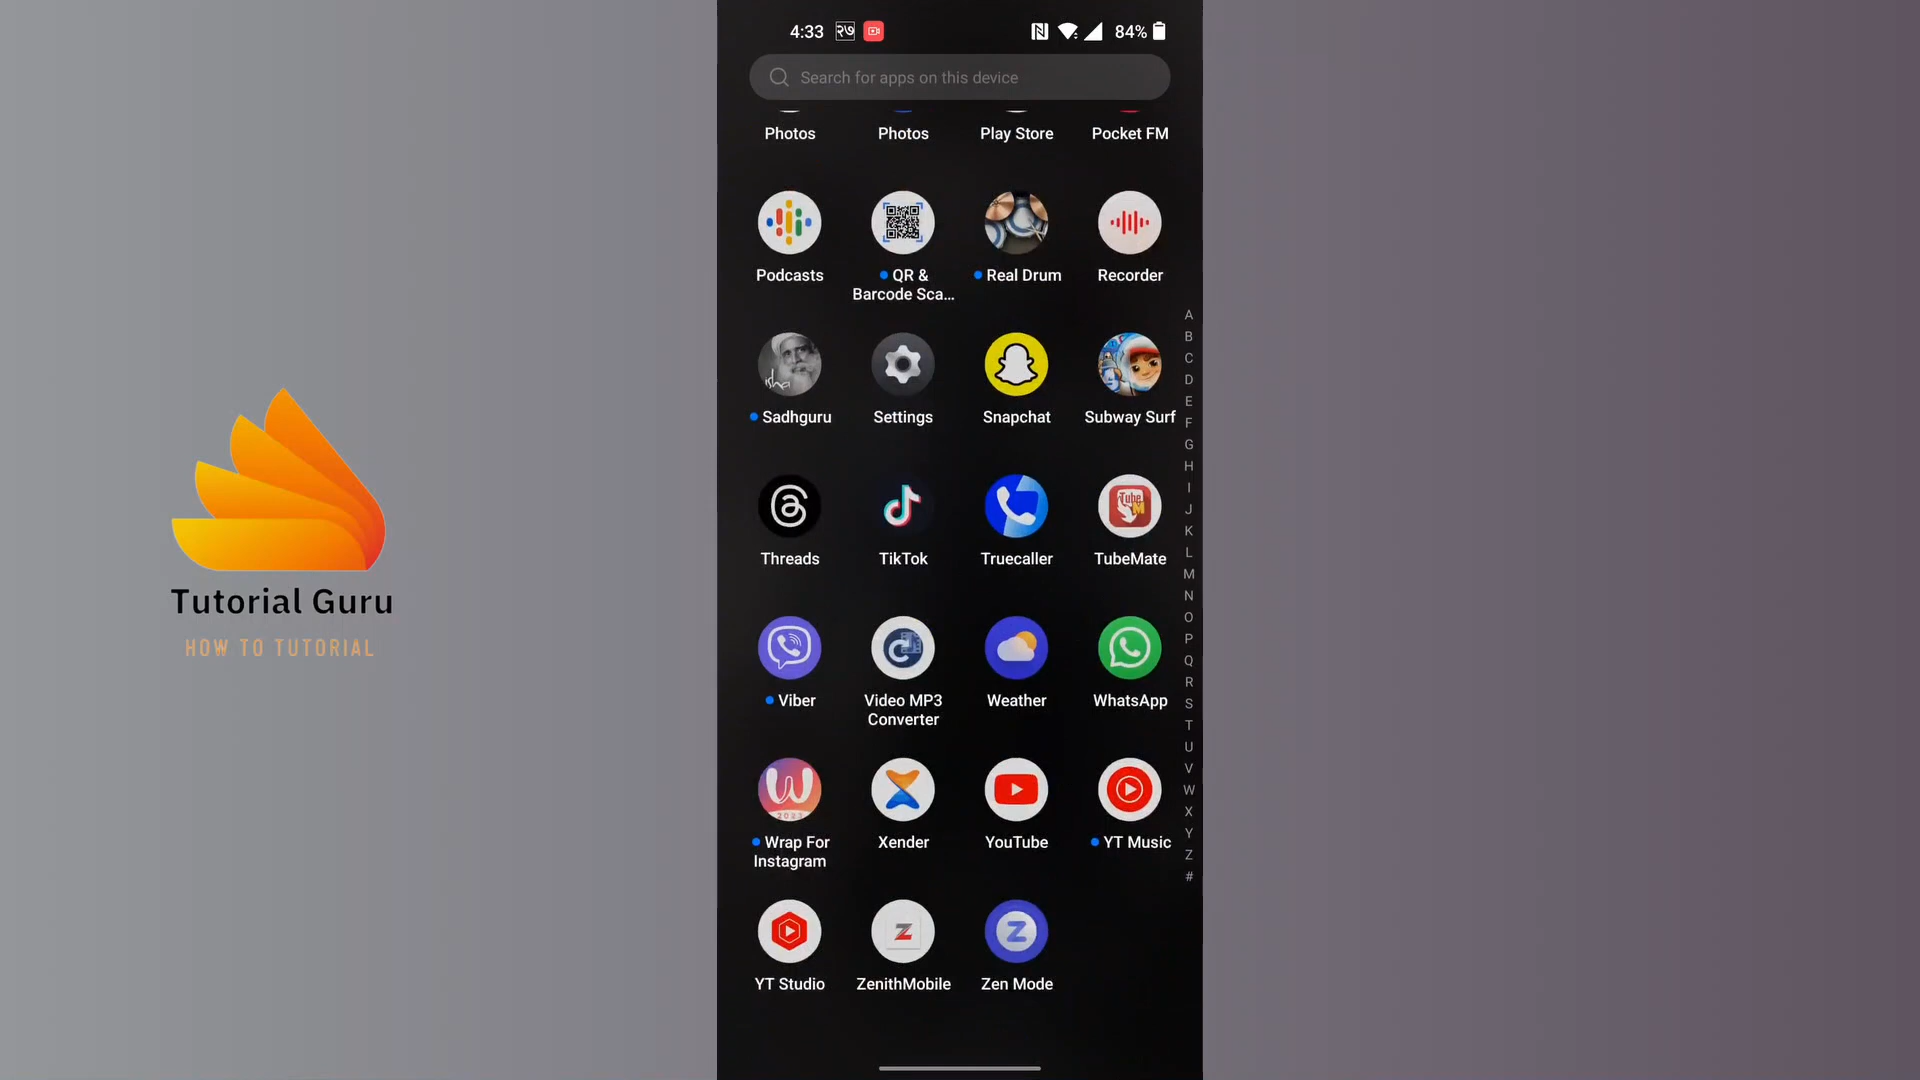 4:33 २७ 84%
Search for apps on this device
Photos Photos Play Store Pocket FM
Podcasts QR & Real Drum Recorder
Barcode Sca...
Sadhguru Settings Snapchat Subway Surf
Threads TikTok Truecaller TubeMate
Viber Video MP3 Weather WhatsApp
Converter
Wrap For Xender YouTube YT Music
Instagram
YT Studio ZenithMobile Zen Mode
A
B
C
D
E
F
G
H
I
J
K
L
M
N
O
P
Q
R
S
T
U
V
W
X
Y
Z
#
Tutorial Guru
HOW TO TUTORIAL